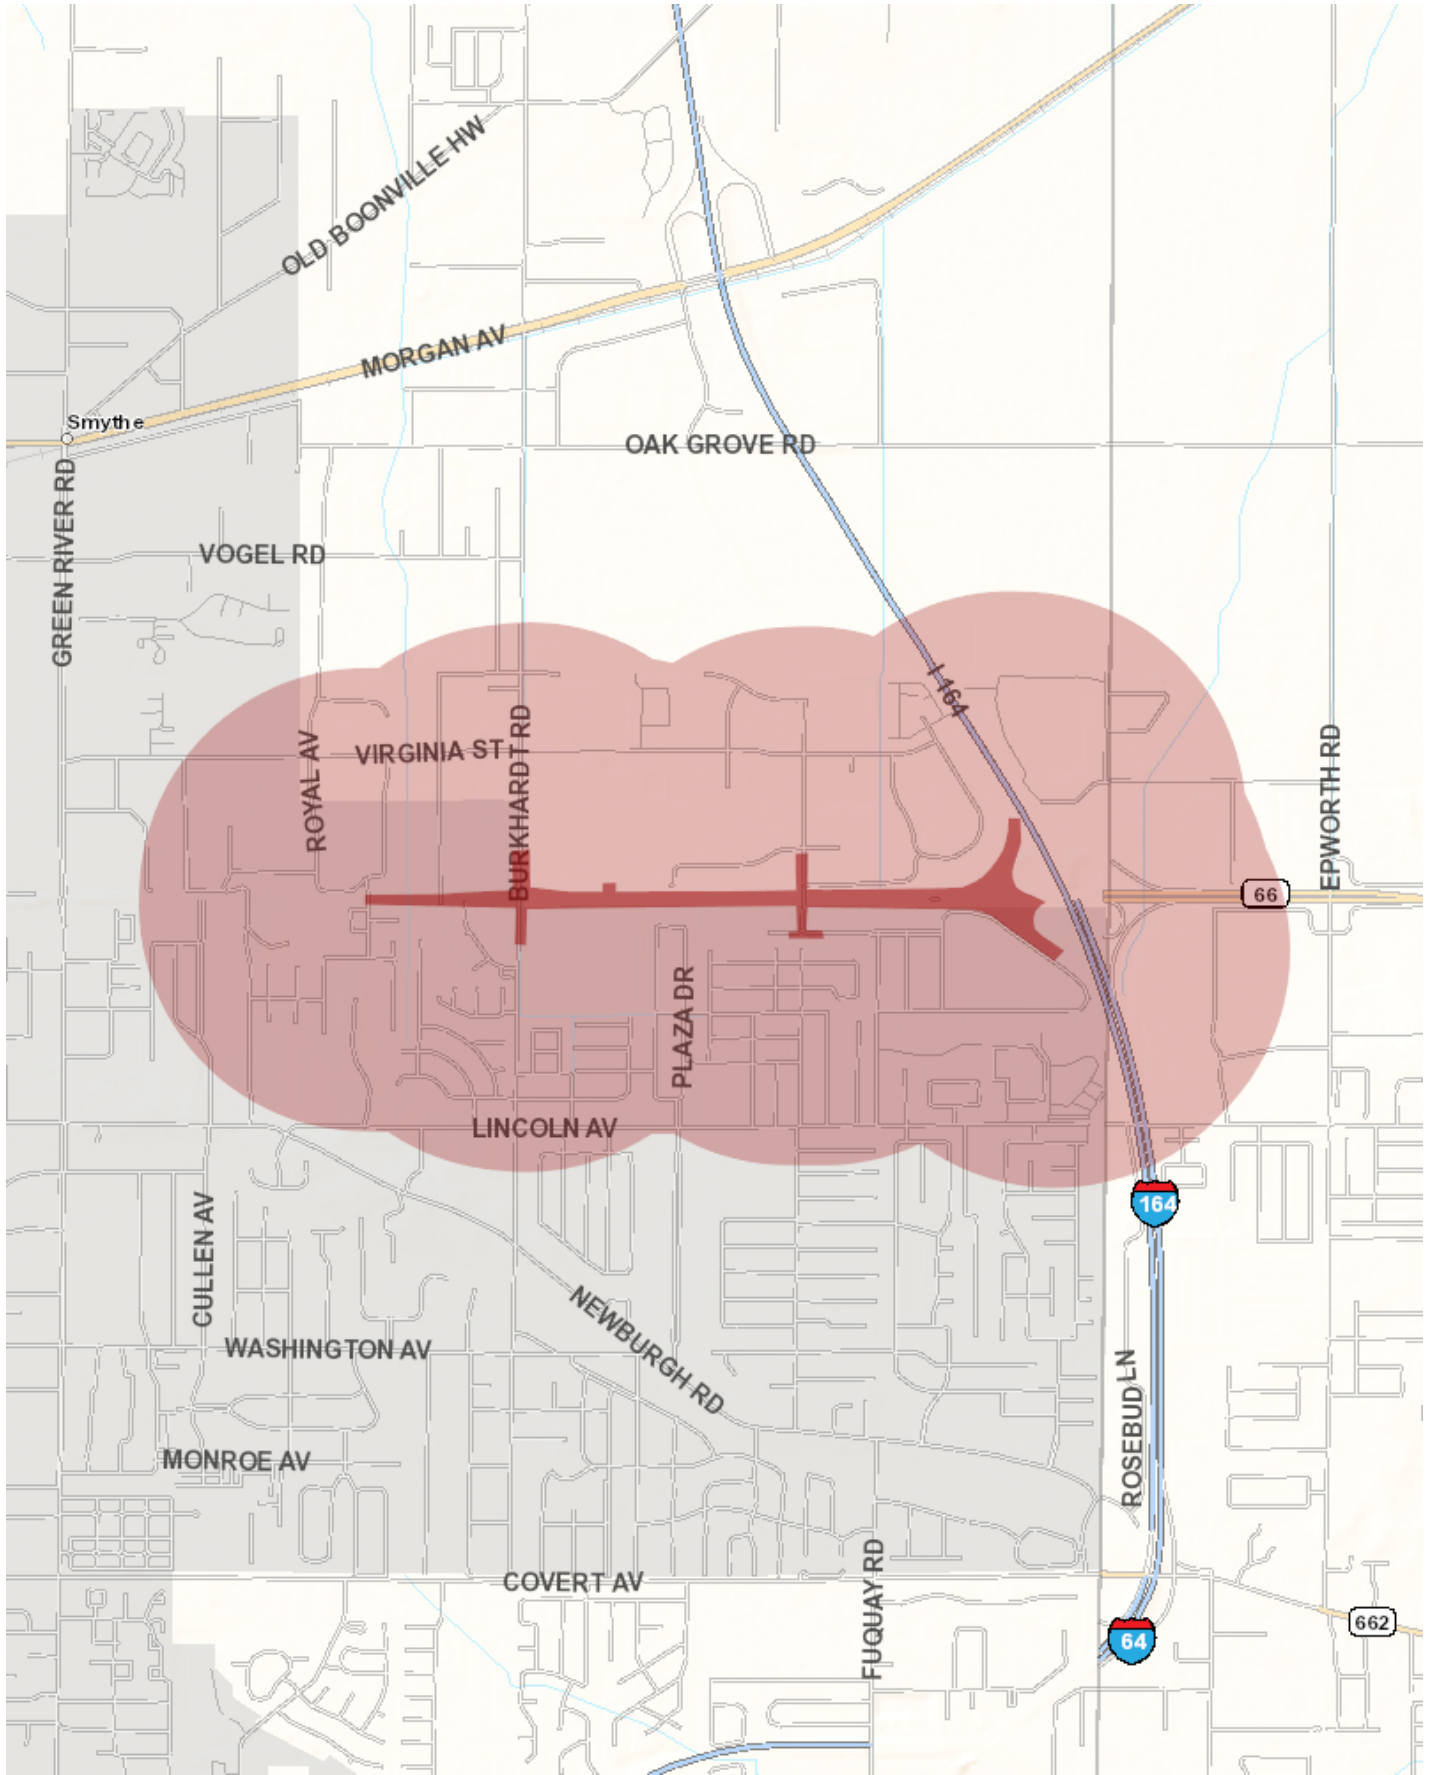 OLD BOONVILLE HW
MORGAN AV
Smythe
OAK GROVE RD
GREEN RIVER RD
VOGEL RD
I-164
BURKHARDT RD
VIRGINIA ST
ROYAL AV
EPWORTH RD
66
PLAZA DR
LINCOLN AV
164
CULLEN AV
NEWBURGH RD
WASHINGTON AV
ROSEBUD LN
MONROE AV
FUQUAY RD
COVERT AV
662
64